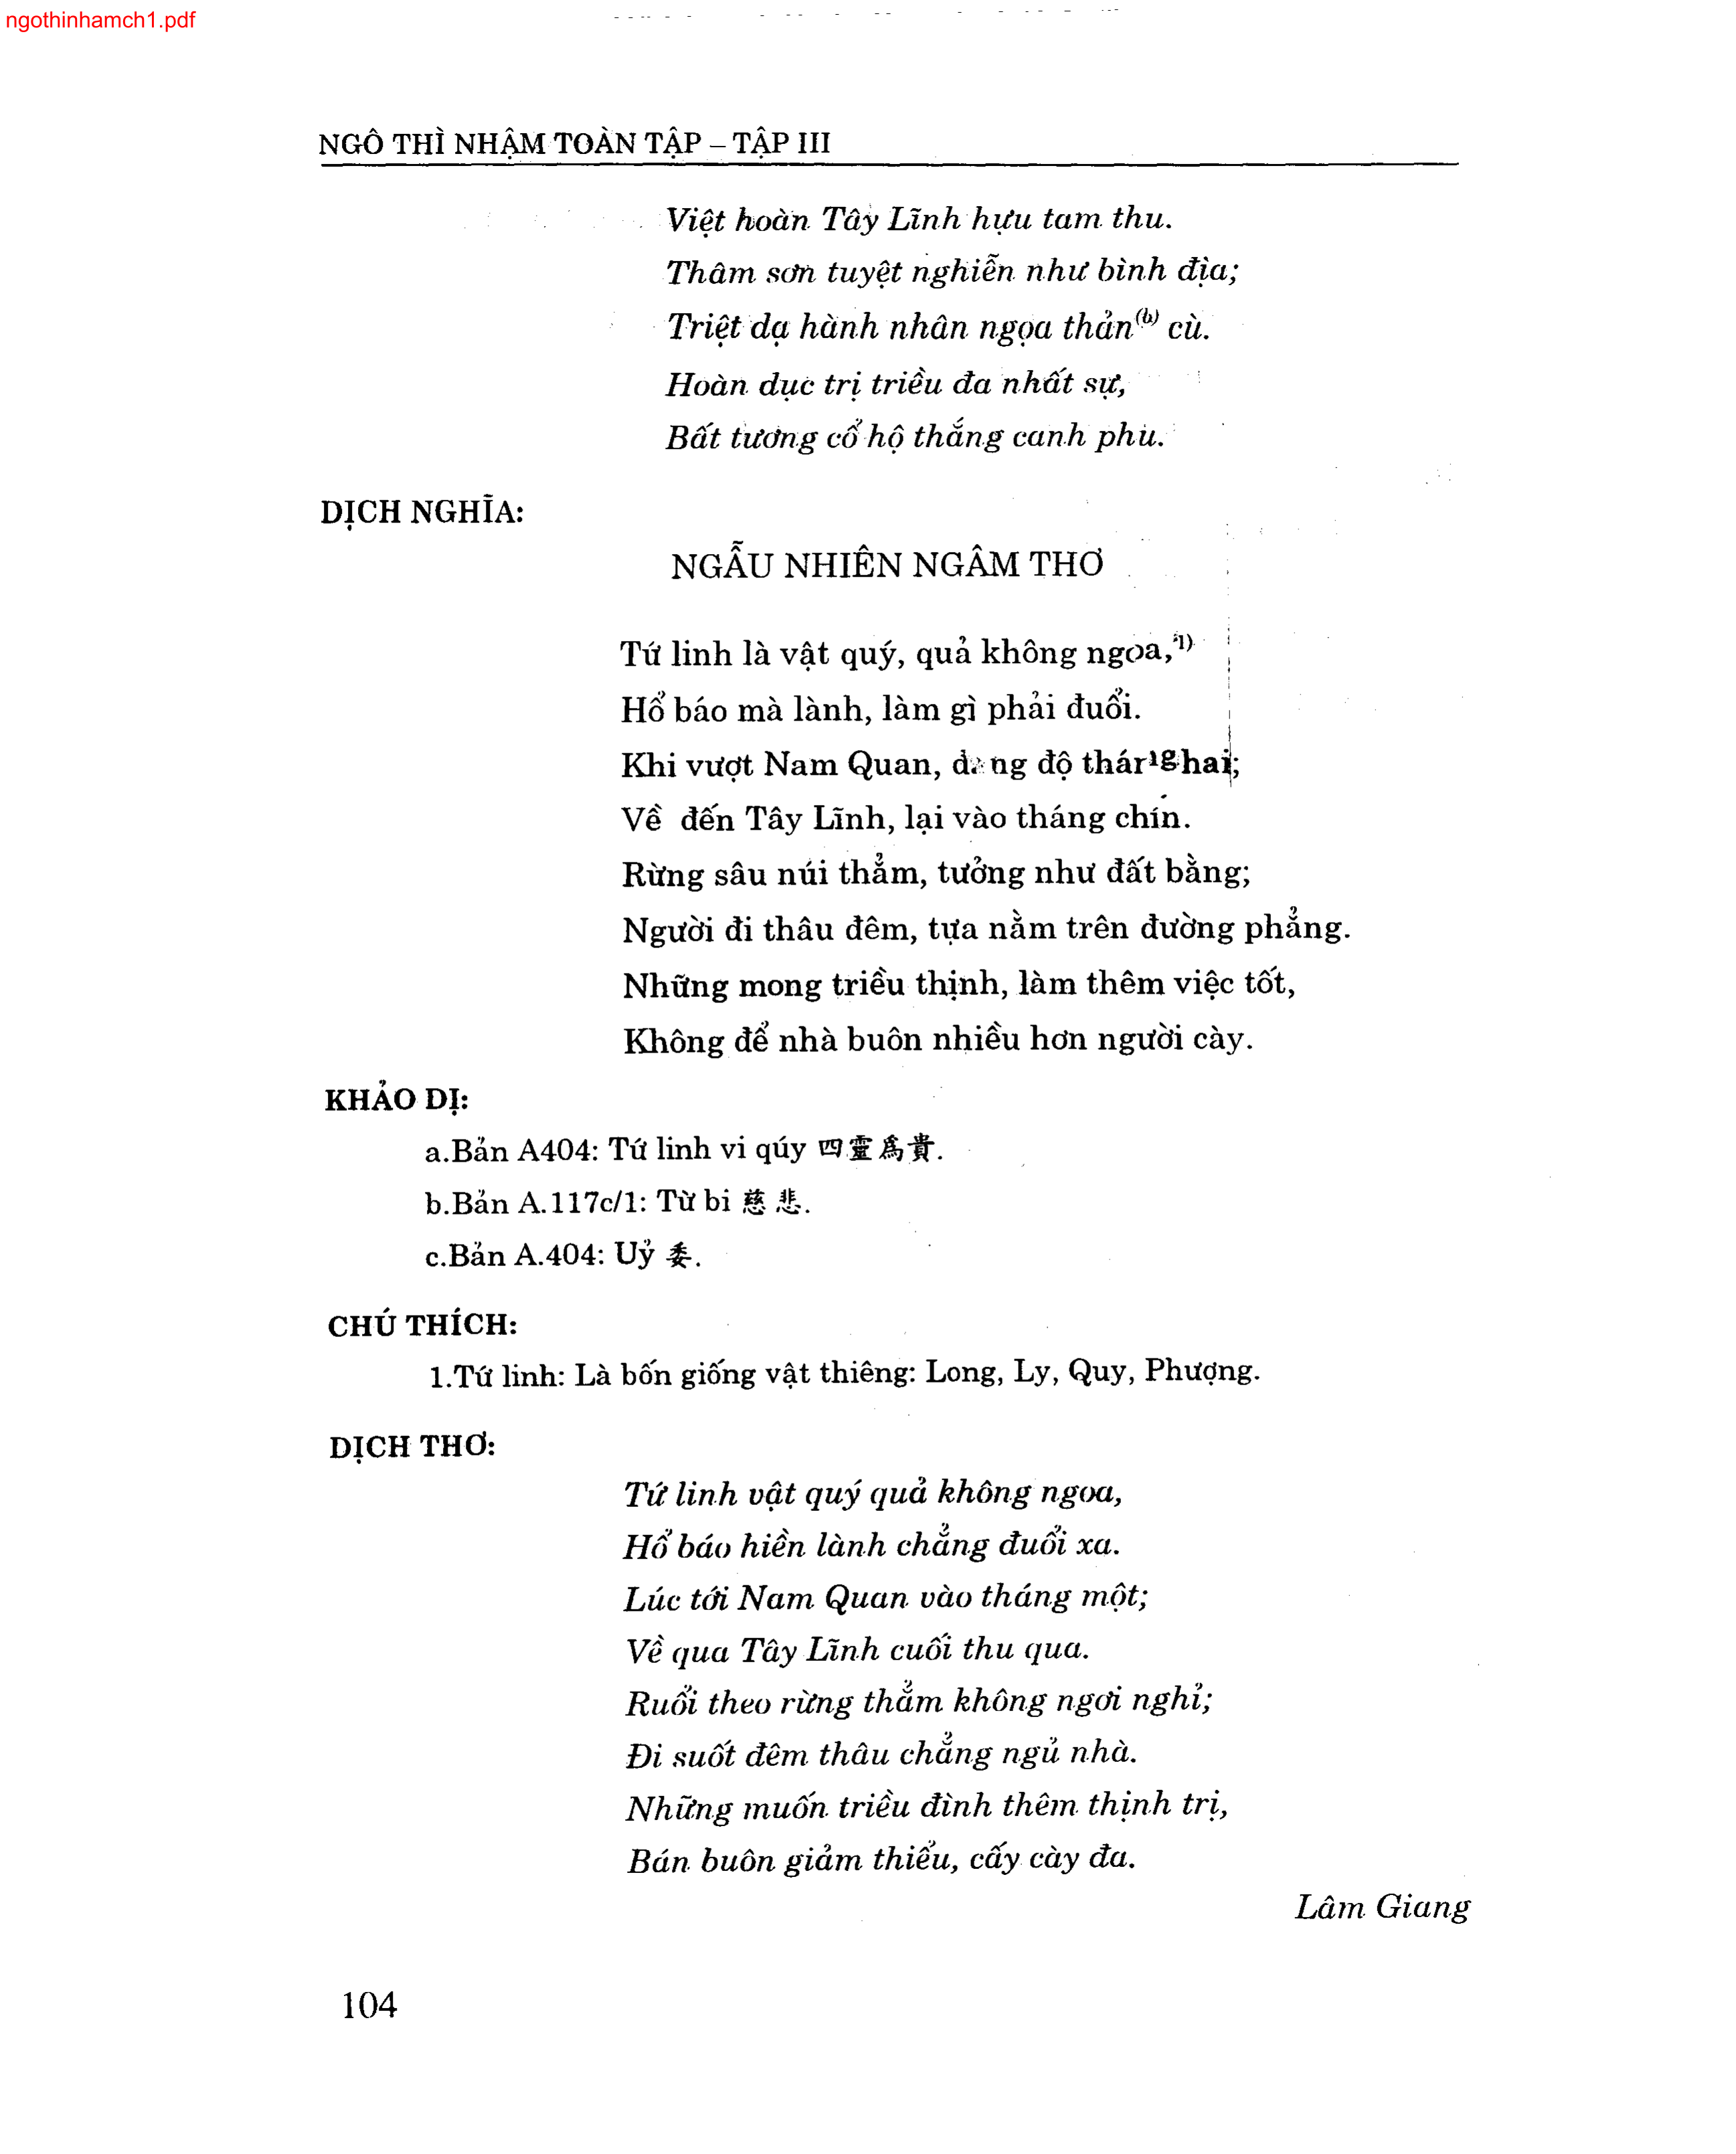 ngothinhamch1.pdf
NGÔ THÌ NHẬM TOÀN TẬP – TẬP III
Việt hoàn Tây Lĩnh hựu tam thu.
Thâm sơn tuyệt nghiễn như bình địa;
Triệt dạ hành nhân ngọa thản(b) cù.
Hoàn dục trị triều đa nhất sự,
Bất tương cổ hộ thắng canh phu.
DỊCH NGHĨA:
NGẪU NHIÊN NGÂM THƠ
Tứ linh là vật quý, quả không ngoa,(1)
Hổ báo mà lành, làm gì phải đuổi.
Khi vượt Nam Quan, đang độ tháng hai;
Về đến Tây Lĩnh, lại vào tháng chín.
Rừng sâu núi thẳm, tưởng như đất bằng;
Người đi thâu đêm, tựa nằm trên đường phẳng.
Những mong triều thịnh, làm thêm việc tốt,
Không để nhà buôn nhiều hơn người cày.
KHẢO DỊ:
a.Bản A404: Tứ linh vi qúy 四靈為貴.
b.Bản A.117c/1: Từ bi 慈悲.
c.Bản A.404: Uỷ 委.
CHÚ THÍCH:
1.Tứ linh: Là bốn giống vật thiêng: Long, Ly, Quy, Phượng.
DỊCH THƠ:
Tứ linh vật quý quả không ngoa,
Hổ báo hiền lành chẳng đuổi xa.
Lúc tới Nam Quan vào tháng một;
Về qua Tây Lĩnh cuối thu qua.
Ruổi theo rừng thẳm không ngơi nghỉ;
Đi suốt đêm thâu chẳng ngủ nhà.
Những muốn triều đình thêm thịnh trị,
Bán buôn giảm thiểu, cấy cày đa.
Lâm Giang
104